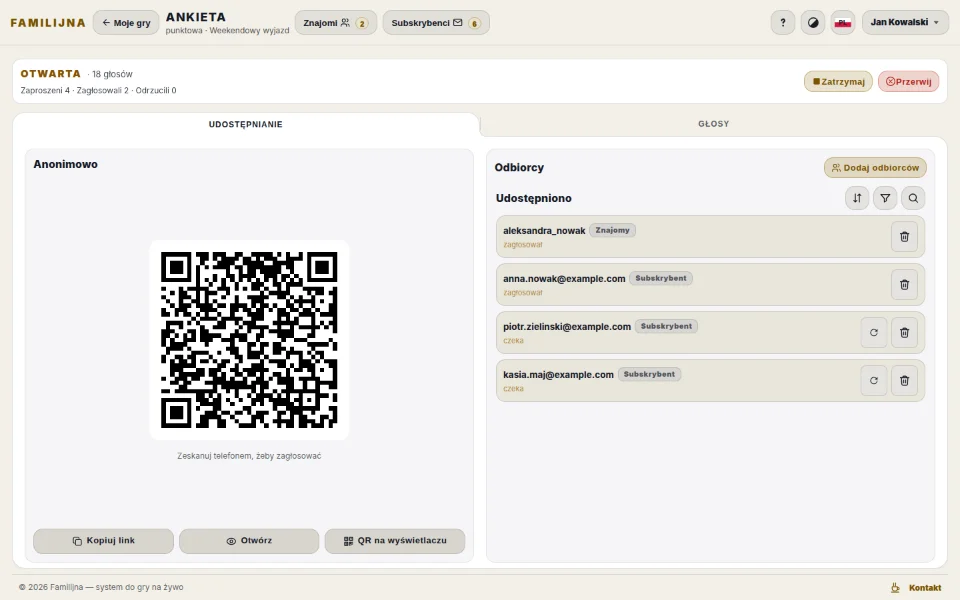 FAMILIJNA
Moje gry
ANKIETA
punktowa · Weekendowy wyjazd
Znajomi 2
Subskrybenci 6
?
PL
Jan Kowalski
OTWARTA · 18 głosów
Zaproszeni 4 · Zagłosowali 2 · Odrzucili 0
Zatrzymaj
Przerwij
UDOSTĘPNIANIE
GŁOSY
Anonimowo
Zeskanuj telefonem, żeby zagłosować
Kopiuj link
Otwórz
QR na wyświetlaczu
Odbiorcy
Dodaj odbiorców
Udostępniono
aleksandra_nowak Znajomy
zagłosował
anna.nowak@example.com Subskrybent
zagłosował
piotr.zielinski@example.com Subskrybent
czeka
kasia.maj@example.com Subskrybent
czeka
© 2026 Familijna — system do gry na żywo
Kontakt